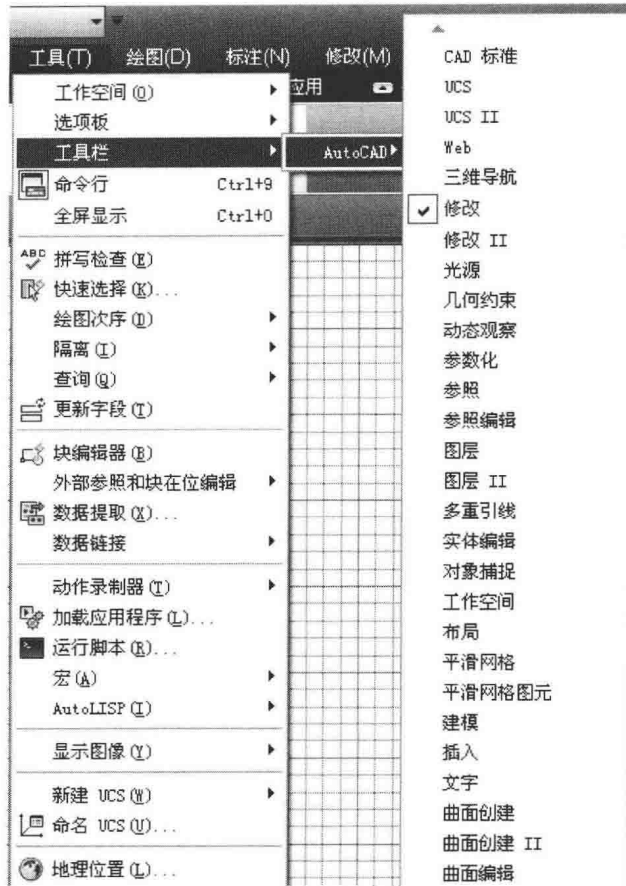 工具(T) 绘图(D) 标注(N) 修改(M)
应用
工作空间(O)
选项板
工具栏
命令行 Ctrl+9
全屏显示 Ctrl+0
ABC 拼写检查(E)
快速选择(K)...
绘图次序(D)
隔离(I)
查询(Q)
更新字段(T)
块编辑器(B)
外部参照和块在位编辑
数据提取(X)...
数据链接
动作录制器(T)
加载应用程序(L)...
运行脚本(R)...
宏(A)
AutoLISP(I)
显示图像(Y)
新建 UCS(W)
命名 UCS(U)...
地理位置(L)...
AutoCAD
CAD 标准
UCS
UCS II
Web
三维导航
修改
修改 II
光源
几何约束
动态观察
参数化
参照
参照编辑
图层
图层 II
多重引线
实体编辑
对象捕捉
工作空间
布局
平滑网格
平滑网格图元
建模
插入
文字
曲面创建
曲面创建 II
曲面编辑